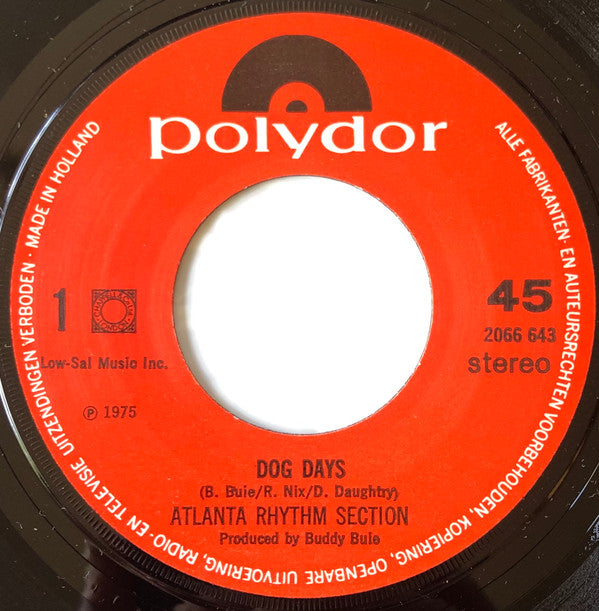 polydor
ALLE FABRIKANTEN- EN AUTEURSRECHTEN VOORBEHOUDEN, KOPIERING, OPENBARE UITVOERING, RADIO- EN TELEVISIE UITZENDINGEN VERBODEN · MADE IN HOLLAND
1
45
2066 643
Low-Sal Music Inc.
stereo
℗ 1975
DOG DAYS
(B. Buie/R. Nix/D. Daughtry)
ATLANTA RHYTHM SECTION
Produced by Buddy Buie